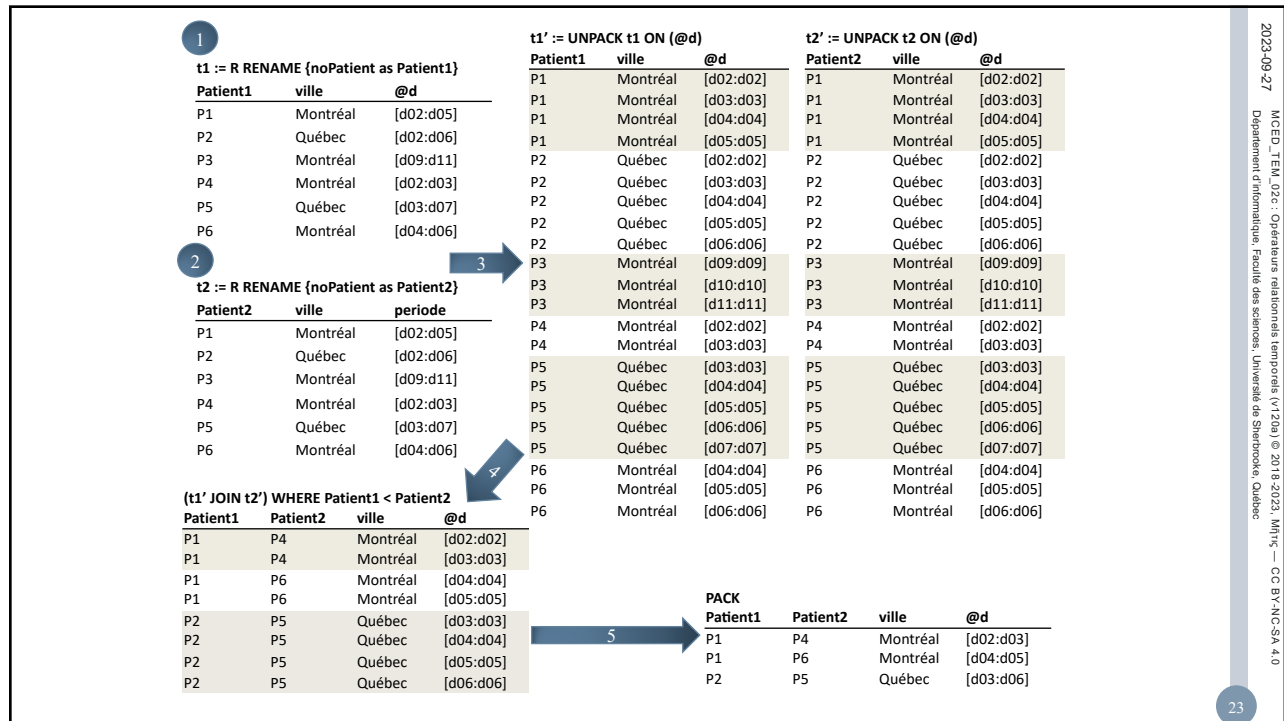 1
t1 := R RENAME {noPatient as Patient1}
Patient1 ville @d
P1 Montréal [d02:d05]
P2 Québec [d02:d06]
P3 Montréal [d09:d11]
P4 Montréal [d02:d03]
P5 Québec [d03:d07]
P6 Montréal [d04:d06]
2
t2 := R RENAME {noPatient as Patient2}
Patient2 ville periode
P1 Montréal [d02:d05]
P2 Québec [d02:d06]
P3 Montréal [d09:d11]
P4 Montréal [d02:d03]
P5 Québec [d03:d07]
P6 Montréal [d04:d06]
3
t1’ := UNPACK t1 ON (@d)
Patient1 ville @d
P1 Montréal [d02:d02]
P1 Montréal [d03:d03]
P1 Montréal [d04:d04]
P1 Montréal [d05:d05]
P2 Québec [d02:d02]
P2 Québec [d03:d03]
P2 Québec [d04:d04]
P2 Québec [d05:d05]
P2 Québec [d06:d06]
P3 Montréal [d09:d09]
P3 Montréal [d10:d10]
P3 Montréal [d11:d11]
P4 Montréal [d02:d02]
P4 Montréal [d03:d03]
P5 Québec [d03:d03]
P5 Québec [d04:d04]
P5 Québec [d05:d05]
P5 Québec [d06:d06]
P5 Québec [d07:d07]
P6 Montréal [d04:d04]
P6 Montréal [d05:d05]
P6 Montréal [d06:d06]
t2’ := UNPACK t2 ON (@d)
Patient2 ville @d
P1 Montréal [d02:d02]
P1 Montréal [d03:d03]
P1 Montréal [d04:d04]
P1 Montréal [d05:d05]
P2 Québec [d02:d02]
P2 Québec [d03:d03]
P2 Québec [d04:d04]
P2 Québec [d05:d05]
P2 Québec [d06:d06]
P3 Montréal [d09:d09]
P3 Montréal [d10:d10]
P3 Montréal [d11:d11]
P4 Montréal [d02:d02]
P4 Montréal [d03:d03]
P5 Québec [d03:d03]
P5 Québec [d04:d04]
P5 Québec [d05:d05]
P5 Québec [d06:d06]
P5 Québec [d07:d07]
P6 Montréal [d04:d04]
P6 Montréal [d05:d05]
P6 Montréal [d06:d06]
4
(t1’ JOIN t2’) WHERE Patient1 < Patient2
Patient1 Patient2 ville @d
P1 P4 Montréal [d02:d02]
P1 P4 Montréal [d03:d03]
P1 P6 Montréal [d04:d04]
P1 P6 Montréal [d05:d05]
P2 P5 Québec [d03:d03]
P2 P5 Québec [d04:d04]
P2 P5 Québec [d05:d05]
P2 P5 Québec [d06:d06]
5
PACK
Patient1 Patient2 ville @d
P1 P4 Montréal [d02:d03]
P1 P6 Montréal [d04:d05]
P2 P5 Québec [d03:d06]
2023-09-27
MCED_TEM_02c : Opérateurs relationnels temporels (v120a) © 2018-2023, Μῆτις — CC BY-NC-SA 4.0
Département d’informatique, Faculté des sciences, Université de Sherbrooke, Québec
23